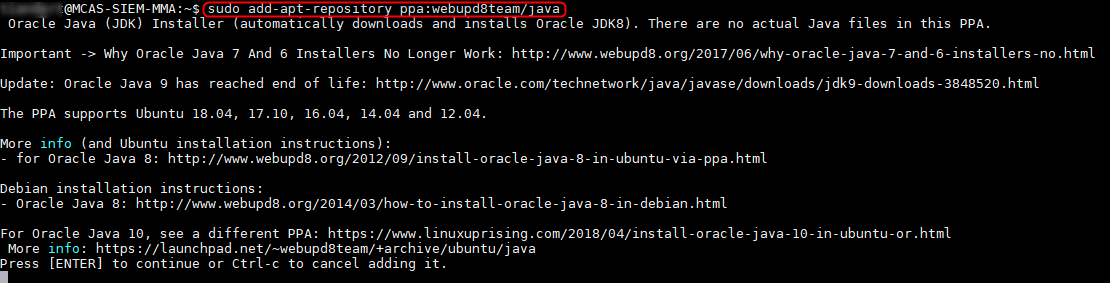 @MCAS-SIEM-MMA:~$ sudo add-apt-repository ppa:webupd8team/java
Oracle Java (JDK) Installer (automatically downloads and installs Oracle JDK8). There are no actual Java files in this PPA.
Important -> Why Oracle Java 7 And 6 Installers No Longer Work: http://www.webupd8.org/2017/06/why-oracle-java-7-and-6-installers-no.html
Update: Oracle Java 9 has reached end of life: http://www.oracle.com/technetwork/java/javase/downloads/jdk9-downloads-3848520.html
The PPA supports Ubuntu 18.04, 17.10, 16.04, 14.04 and 12.04.
More info (and Ubuntu installation instructions):
- for Oracle Java 8: http://www.webupd8.org/2012/09/install-oracle-java-8-in-ubuntu-via-ppa.html
Debian installation instructions:
- Oracle Java 8: http://www.webupd8.org/2014/03/how-to-install-oracle-java-8-in-debian.html
For Oracle Java 10, see a different PPA: https://www.linuxuprising.com/2018/04/install-oracle-java-10-in-ubuntu-or.html
More info: https://launchpad.net/~webupd8team/+archive/ubuntu/java
Press [ENTER] to continue or Ctrl-c to cancel adding it.